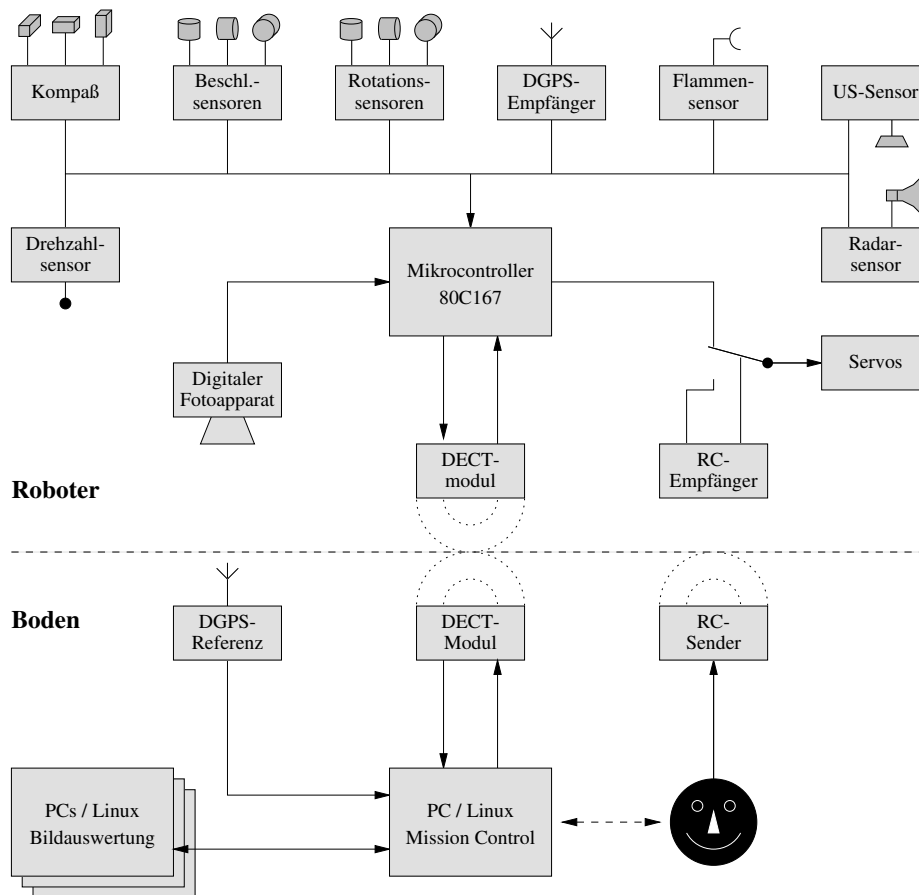 Kompaß
Beschl.-
sensoren
Rotations-
sensoren
DGPS-
Empfänger
Flammen-
sensor
US-Sensor
Drehzahl-
sensor
Mikrocontroller
80C167
Radar-
sensor
Digitaler
Fotoapparat
Servos
DECT-
modul
RC-
Empfänger
Roboter
Boden
DGPS-
Referenz
DECT-
Modul
RC-
Sender
PCs / Linux
Bildauswertung
PC / Linux
Mission Control